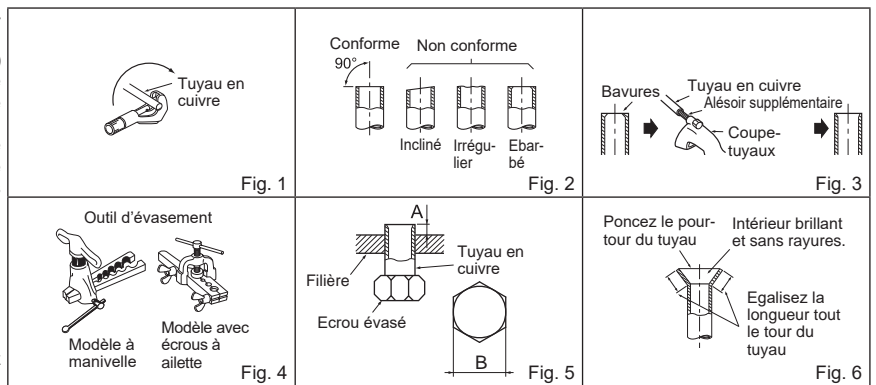 Tuyau en
cuivre
Fig. 1
Conforme
Non conforme
90°
Incliné
Irrégu-
lier
Ebar-
bé
Fig. 2
Bavures
Tuyau en cuivre
Alésoir supplémentaire
Coupe-
tuyaux
Fig. 3
Outil d’évasement
Modèle à
manivelle
Modèle avec
écrous à
ailette
Fig. 4
A
Filière
Tuyau en
cuivre
Ecrou évasé
B
Fig. 5
Poncez le pour-
tour du tuyau
Intérieur brillant
et sans rayures.
Egalisez la
longueur tout
le tour du
tuyau
Fig. 6